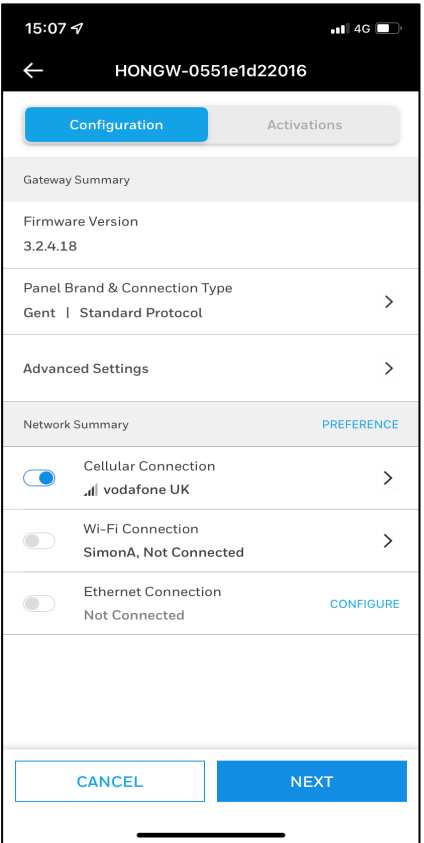 15:07 4G
HONGW-0551e1d22016
Configuration Activations
Gateway Summary
Firmware Version
3.2.4.18
Panel Brand & Connection Type
Gent | Standard Protocol
Advanced Settings
Network Summary PREFERENCE
Cellular Connection
vodafone UK
Wi-Fi Connection
SimonA, Not Connected
Ethernet Connection
Not Connected CONFIGURE
CANCEL NEXT